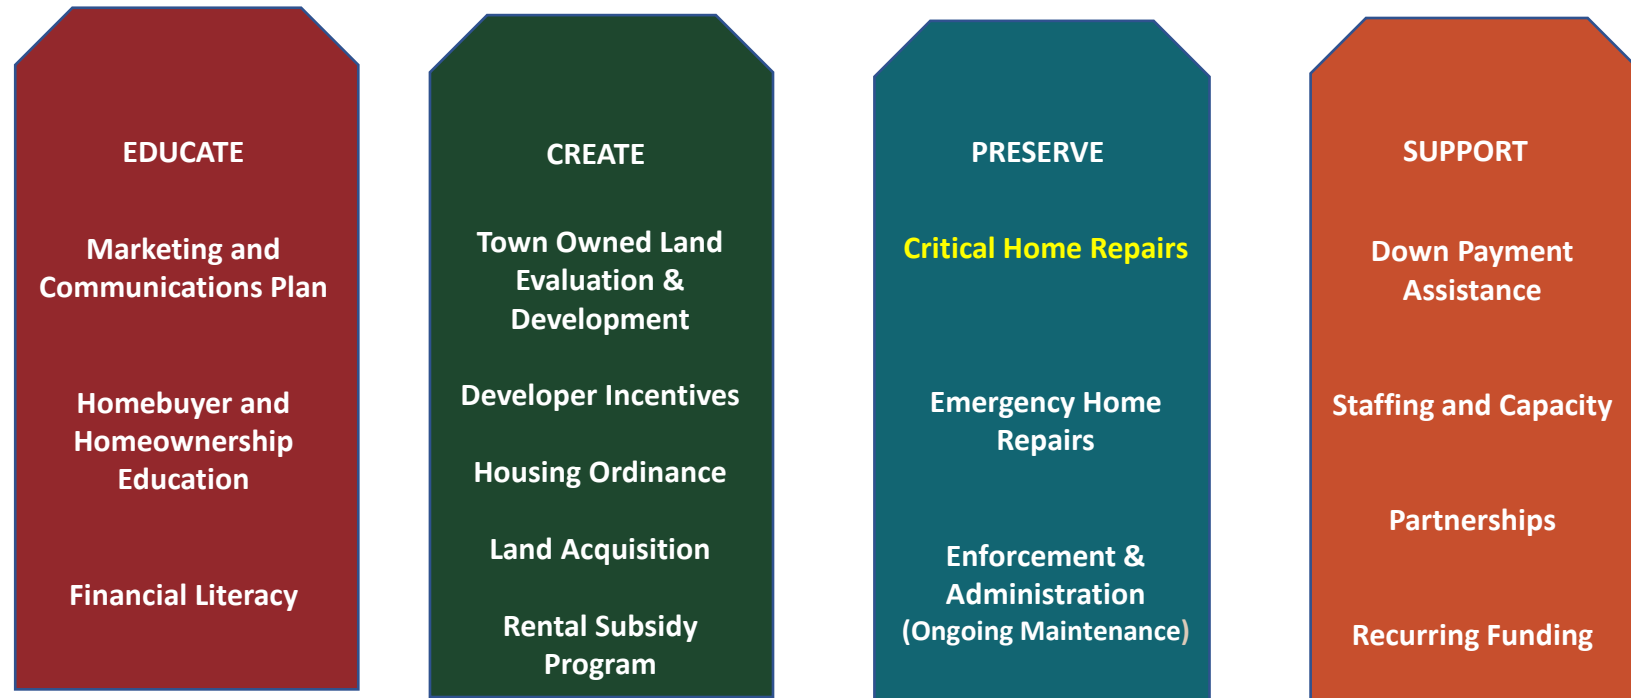 EDUCATE
Marketing and
Communications Plan
Homebuyer and
Homeownership
Education
Financial Literacy
CREATE
Town Owned Land
Evaluation &
Development
Developer Incentives
Housing Ordinance
Land Acquisition
Rental Subsidy
Program
PRESERVE
Critical Home Repairs
Emergency Home
Repairs
Enforcement &
Administration
(Ongoing Maintenance)
SUPPORT
Down Payment
Assistance
Staffing and Capacity
Partnerships
Recurring Funding